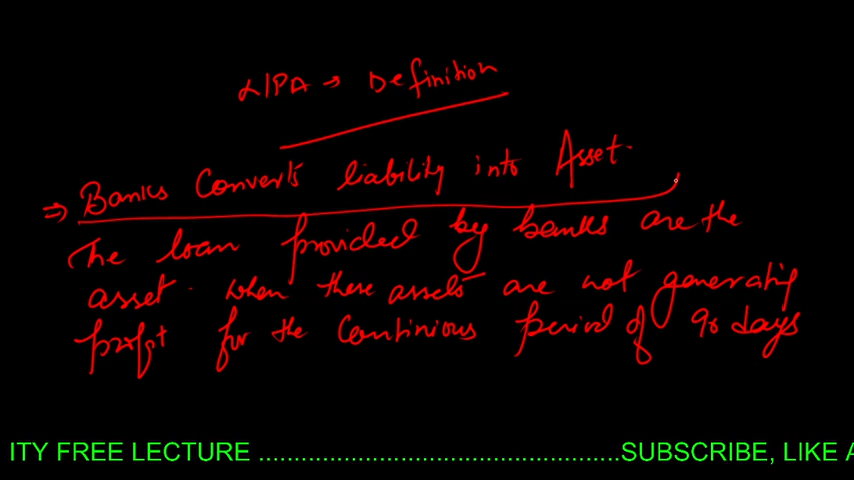 NPA → Definition
⇒ Banks Converts liability into Asset.
The loan provided by banks are the
asset. when these assets are not generating
profit for the Continious period of 90 days
ITY FREE LECTURE ...................................................SUBSCRIBE, LIKE A